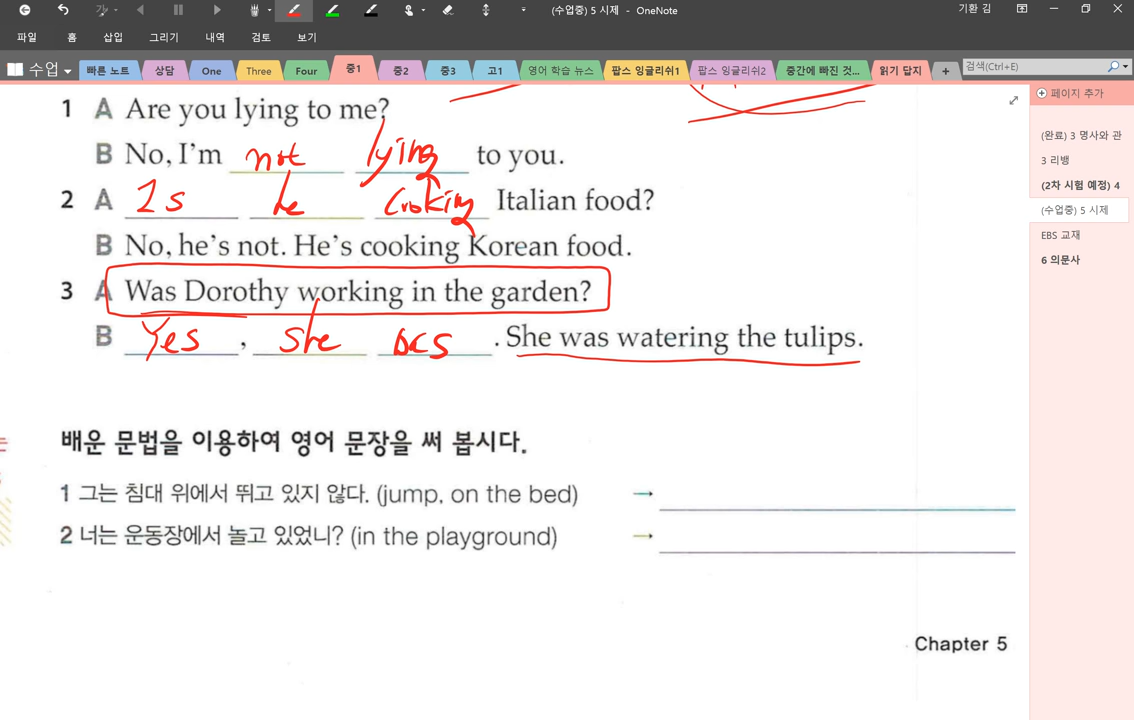 (수업중) 5 시제 - OneNote
기환 김
파일 홈 삽입 그리기 내역 검토 보기
수업 빠른 노트 상담 One Three Four 중1 중2 중3 고1 영어 학습 뉴스 팝스 잉글리쉬1 팝스 잉글리쉬2 중간에 빠진 것... 읽기 답지 + 검색(Ctrl+E)
페이지 추가
(완료) 3 명사와 관
3 리뱅
(2차 시험 예정) 4
(수업중) 5 시제
EBS 교재
6 의문사
1 A Are you lying to me?
B No, I'm not lying to you.
2 A Is he cooking Italian food?
B No, he's not. He's cooking Korean food.
3 A Was Dorothy working in the garden?
B Yes, she . She was watering the tulips.
배운 문법을 이용하여 영어 문장을 써 봅시다.
1 그는 침대 위에서 뛰고 있지 않다. (jump, on the bed) →
2 너는 운동장에서 놀고 있었니? (in the playground) →
Chapter 5